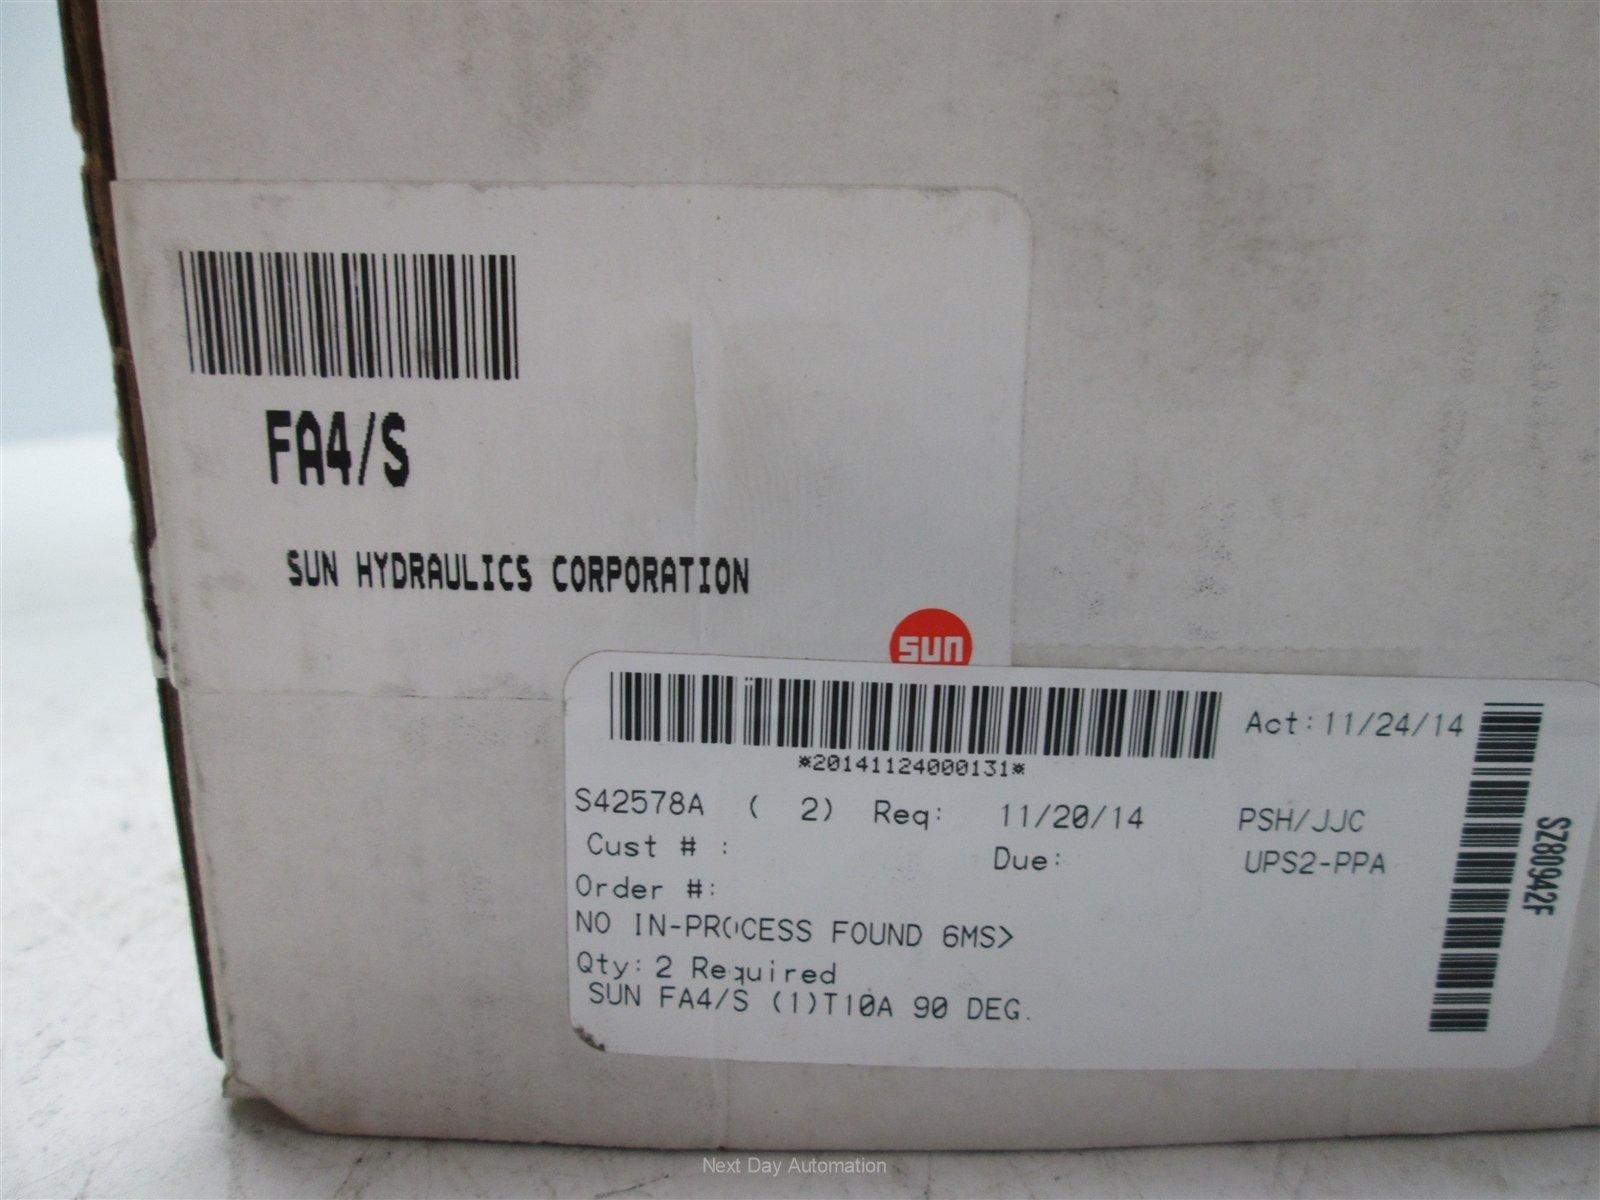 FA4/S
SUN HYDRAULICS CORPORATION
sun
*20141124000131*
Act: 11/24/14
S42578A ( 2) Req: 11/20/14 PSH/JJC
Cust # : Due: UPS2-PPA
Order #:
NO IN-PROCESS FOUND 6MS>
Qty: 2 Required
SUN FA4/S (1)T10A 90 DEG.
SZ80942F
Next Day Automation